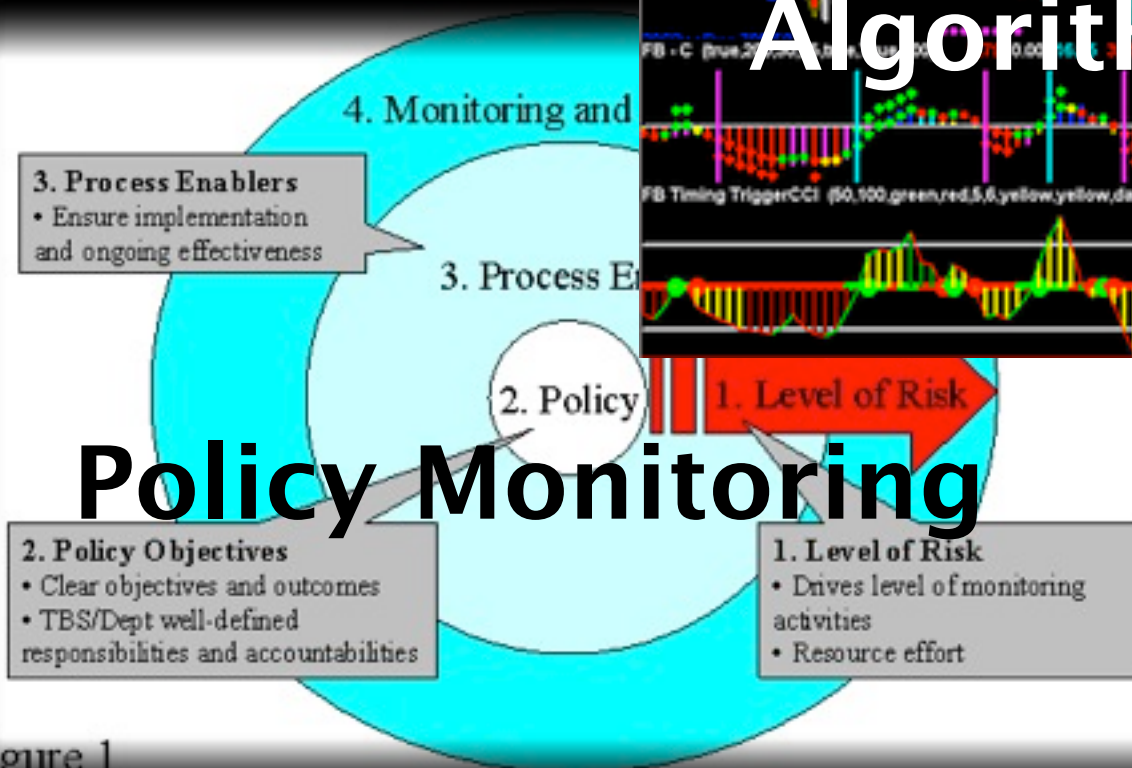 Algorith
FB - C (true,
FB Timing TriggerCCI (50,100,green,red,5,6,yellow,yellow,da
4. Monitoring and
3. Process Enablers
• Ensure implementation
and ongoing effectiveness
3. Process En
2. Policy
1. Level of Risk
Policy Monitoring
2. Policy Objectives
• Clear objectives and outcomes
• TBS/Dept well-defined
responsibilities and accountabilities
1. Level of Risk
• Drives level of monitoring
activities
• Resource effort
gure 1